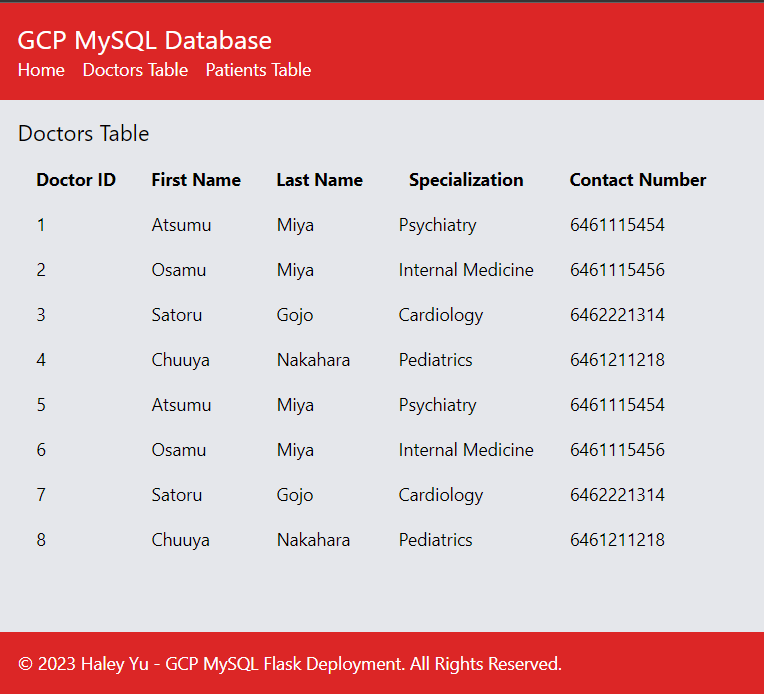 GCP MySQL Database
Home Doctors Table Patients Table
Doctors Table
Doctor ID First Name Last Name Specialization Contact Number
1 Atsumu Miya Psychiatry 6461115454
2 Osamu Miya Internal Medicine 6461115456
3 Satoru Gojo Cardiology 6462221314
4 Chuuya Nakahara Pediatrics 6461211218
5 Atsumu Miya Psychiatry 6461115454
6 Osamu Miya Internal Medicine 6461115456
7 Satoru Gojo Cardiology 6462221314
8 Chuuya Nakahara Pediatrics 6461211218
© 2023 Haley Yu - GCP MySQL Flask Deployment. All Rights Reserved.